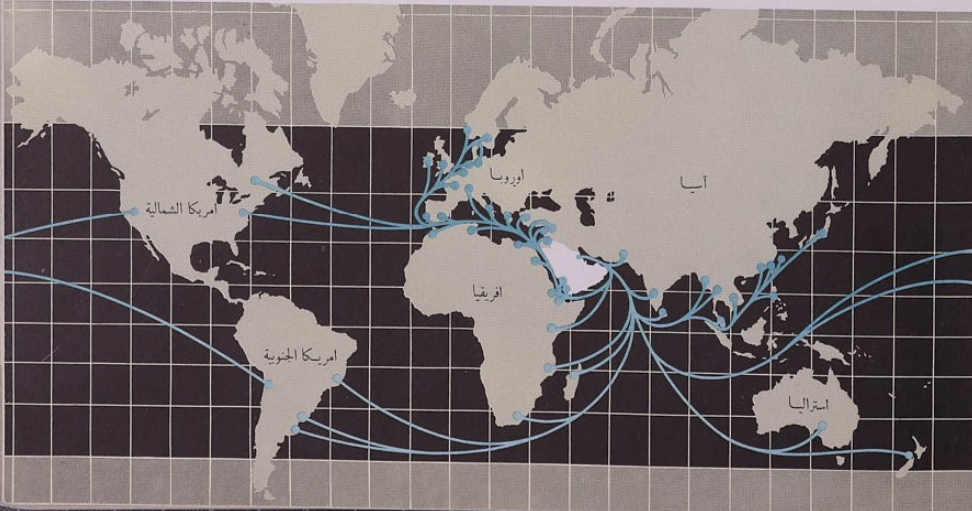 اوروبا
آسيا
امريكا الشمالية
افريقيا
امريكا الجنوبية
استراليا